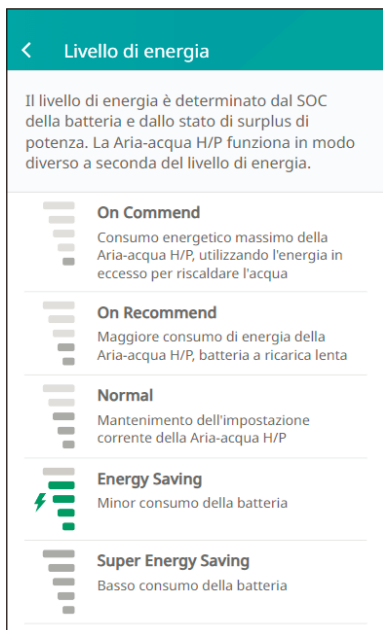 Livello di energia
Il livello di energia è determinato dal SOC
della batteria e dallo stato di surplus di
potenza. La Aria-acqua H/P funziona in modo
diverso a seconda del livello di energia.
On Commend
Consumo energetico massimo della
Aria-acqua H/P, utilizzando l'energia in
eccesso per riscaldare l'acqua
On Recommend
Maggiore consumo di energia della
Aria-acqua H/P, batteria a ricarica lenta
Normal
Mantenimento dell'impostazione
corrente della Aria-acqua H/P
Energy Saving
Minor consumo della batteria
Super Energy Saving
Basso consumo della batteria